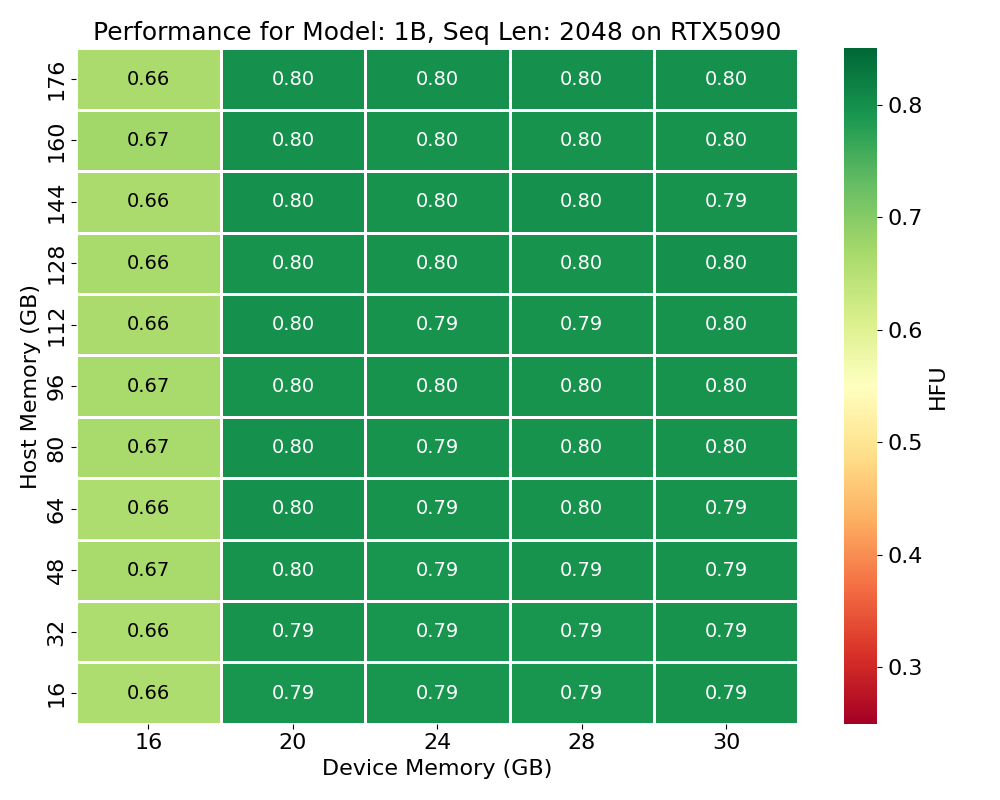 Performance for Model: 1B, Seq Len: 2048 on RTX5090
Host Memory (GB)
176 0.66 0.80 0.80 0.80 0.80
160 0.67 0.80 0.80 0.80 0.80
144 0.66 0.80 0.80 0.80 0.79
128 0.66 0.80 0.80 0.80 0.80
112 0.66 0.80 0.79 0.79 0.80
96 0.67 0.80 0.80 0.80 0.80
80 0.67 0.80 0.79 0.80 0.80
64 0.66 0.80 0.79 0.80 0.79
48 0.67 0.80 0.79 0.79 0.79
32 0.66 0.79 0.79 0.79 0.79
16 0.66 0.79 0.79 0.79 0.79
16 20 24 28 30
Device Memory (GB)
0.8
0.7
0.6
0.5
0.4
0.3
HFU